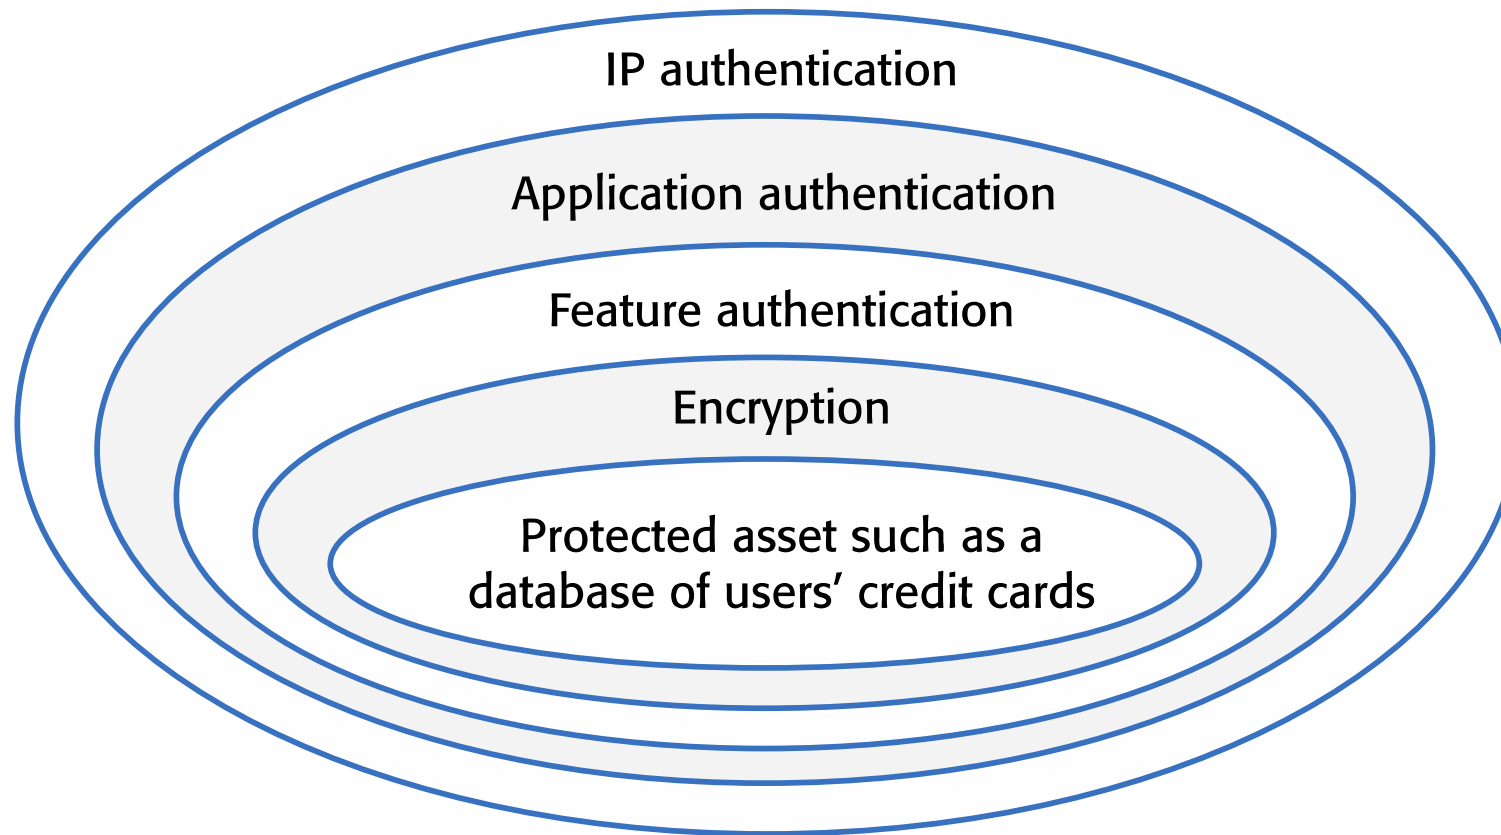 IP authentication
Application authentication
Feature authentication
Encryption
Protected asset such as a
database of users’ credit cards